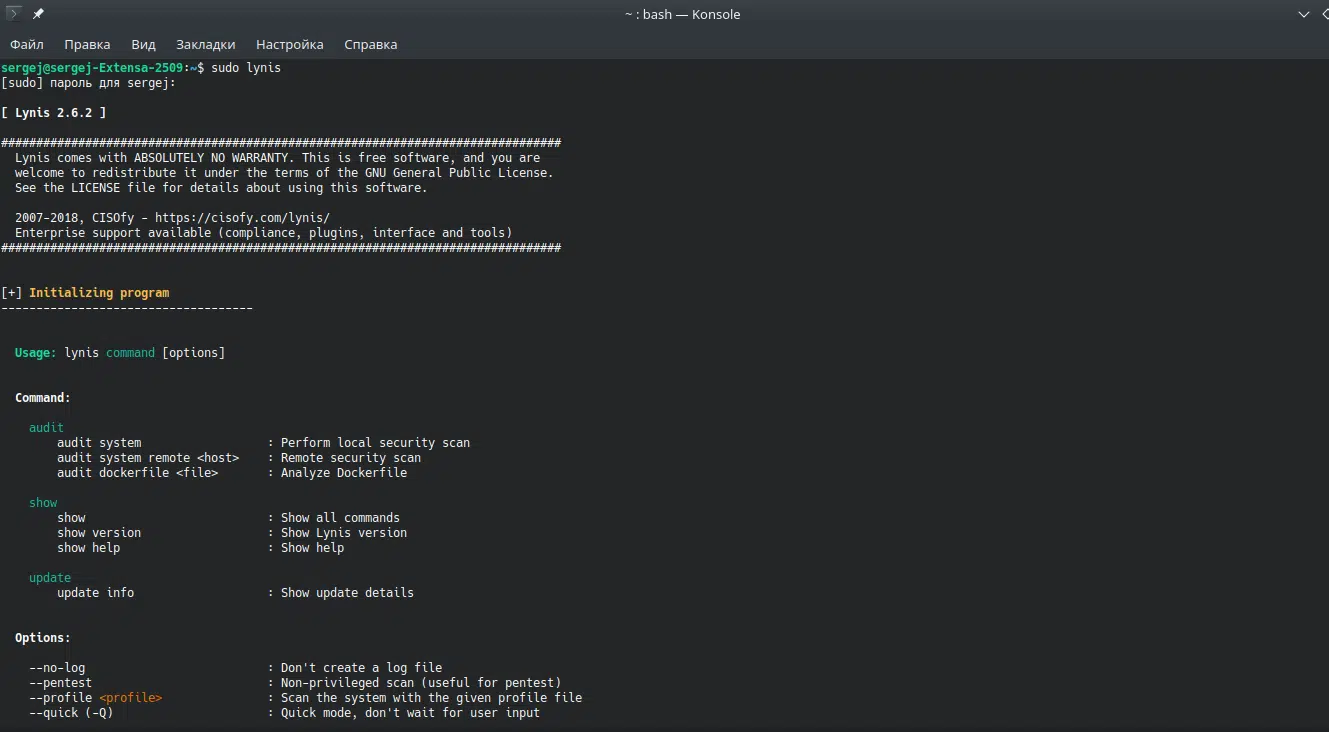 ~ : bash — Konsole
Файл Правка Вид Закладки Настройка Справка
sergej@sergej-Extensa-2509:~$ sudo lynis
[sudo] пароль для sergej:
[ Lynis 2.6.2 ]
################################################################################
Lynis comes with ABSOLUTELY NO WARRANTY. This is free software, and you are
welcome to redistribute it under the terms of the GNU General Public License.
See the LICENSE file for details about using this software.
2007-2018, CISOfy - https://cisofy.com/lynis/
Enterprise support available (compliance, plugins, interface and tools)
################################################################################
[+] Initializing program
------------------------------------
Usage: lynis command [options]
Command:
audit
audit system : Perform local security scan
audit system remote <host> : Remote security scan
audit dockerfile <file> : Analyze Dockerfile
show
show : Show all commands
show version : Show Lynis version
show help : Show help
update
update info : Show update details
Options:
--no-log : Don't create a log file
--pentest : Non-privileged scan (useful for pentest)
--profile <profile> : Scan the system with the given profile file
--quick (-Q) : Quick mode, don't wait for user input